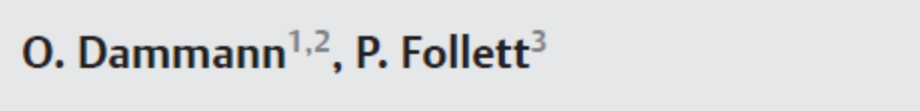 O. Dammann1,2, P. Follett3